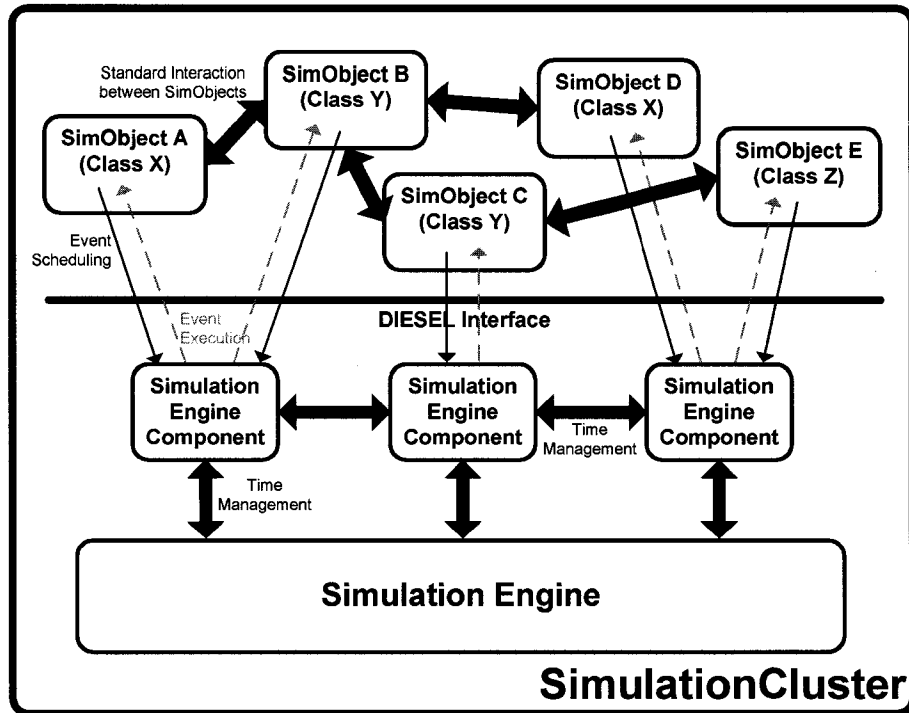 Standard Interaction
between SimObjects
SimObject B
(Class Y)
SimObject D
(Class X)
SimObject A
(Class X)
SimObject E
(Class Z)
SimObject C
(Class Y)
Event
Scheduling
Event
Execution
DIESEL Interface
Simulation
Engine
Component
Simulation
Engine
Component
Simulation
Engine
Component
Time
Management
Time
Management
Simulation Engine
SimulationCluster